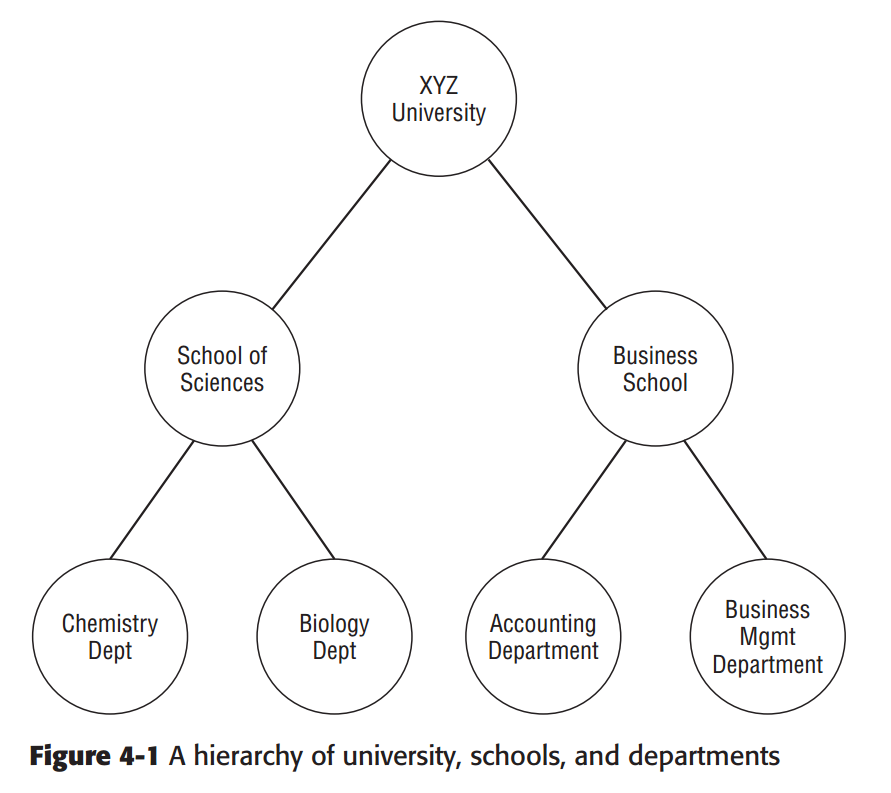 XYZ
University
School of
Sciences
Business
School
Chemistry
Dept
Biology
Dept
Accounting
Department
Business
Mgmt
Department
Figure 4-1 A hierarchy of university, schools, and departments